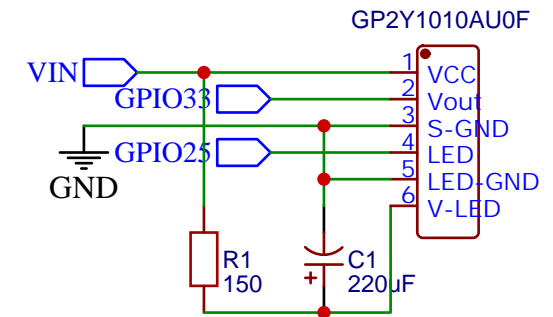 GP2Y1010AU0F
VIN
1 VCC
GPIO33
2 Vout
3 S-GND
GPIO25
4 LED
5 LED-GND
GND
6 V-LED
R1
150
C1
220uF
+